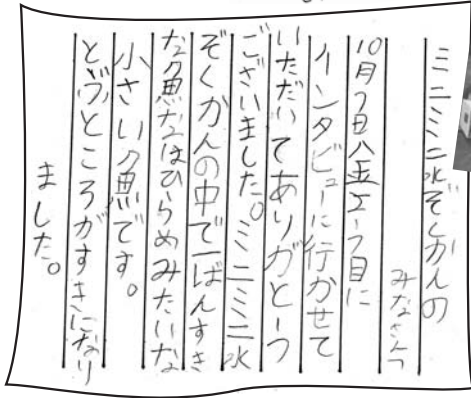 ミニミニ水ぞくかんの
みなさんへ
10月7日八金工づ目に
インタビューに行かせて
いただいてありがとーつ
ございました。ミニミニ水
ぞくかんの中で一ばんすき
な魚なはひらめみたいな
小さい魚です。
とぶところがすきになり
ました。